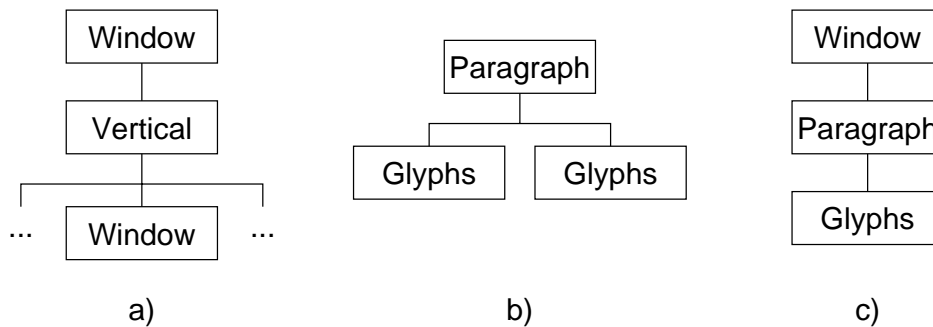 Window
Vertical
... Window ...
a)
Paragraph
Glyphs Glyphs
b)
Window
Paragraph
Glyphs
c)